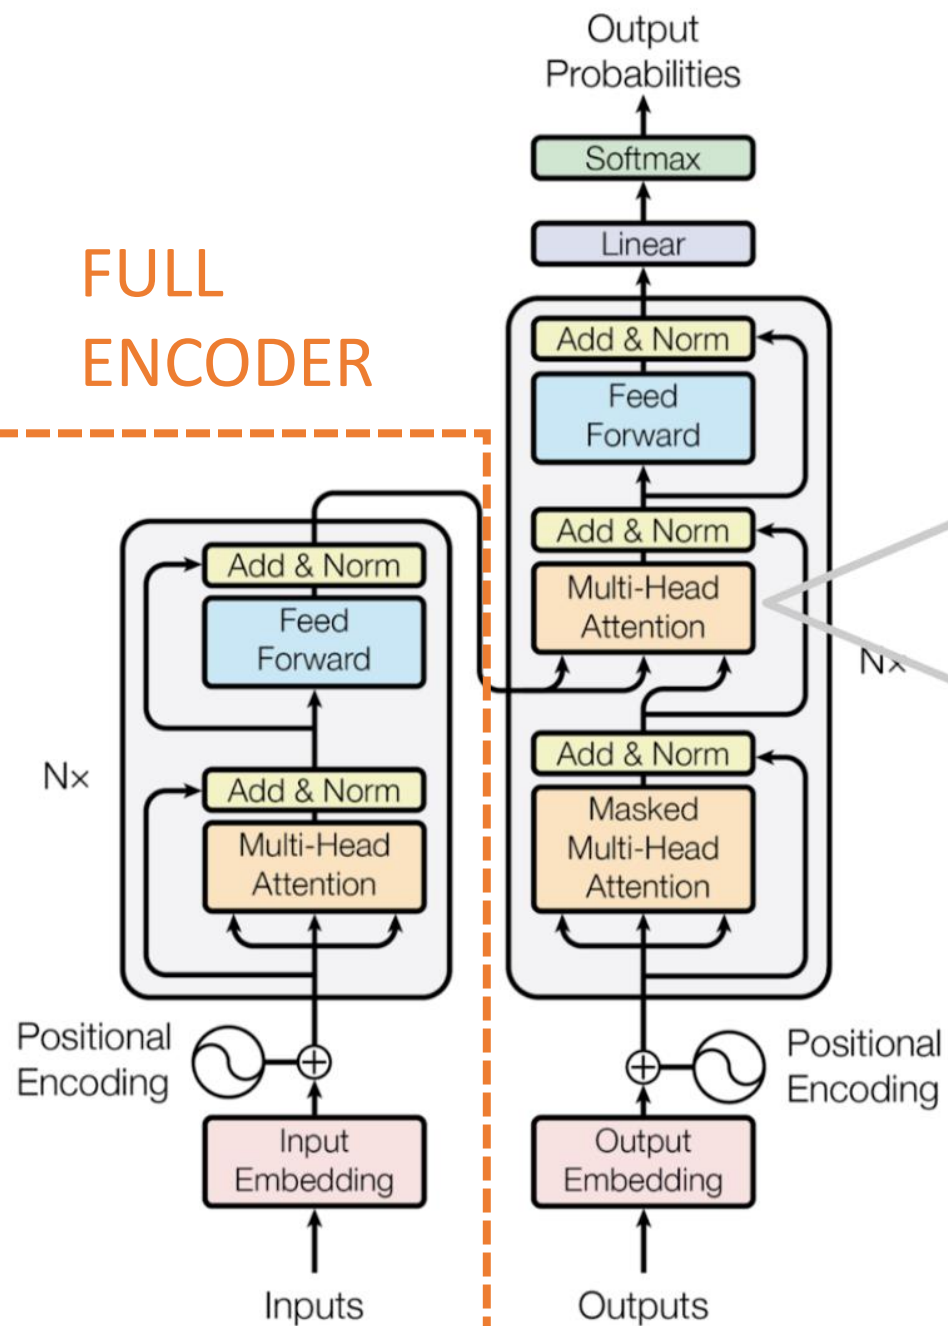 Output
Probabilities
Softmax
Linear
FULL
ENCODER
Add & Norm
Feed
Forward
Add & Norm
Multi-Head
Attention
Nx
Add & Norm
Masked
Multi-Head
Attention
Add & Norm
Feed
Forward
Nx
Add & Norm
Multi-Head
Attention
Positional
Encoding
Positional
Encoding
Input
Embedding
Output
Embedding
Inputs
Outputs